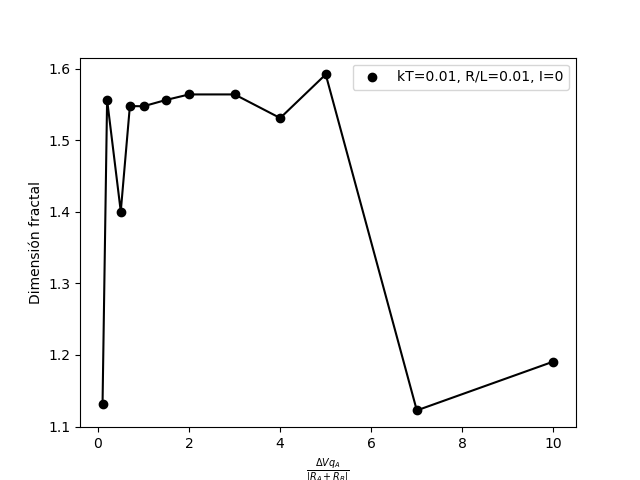 1.6
1.5
1.4
1.3
1.2
1.1
Dimensión fractal
kT=0.01, R/L=0.01, I=0
0 2 4 6 8 10
ΔVq_A
|R_A + R_B|